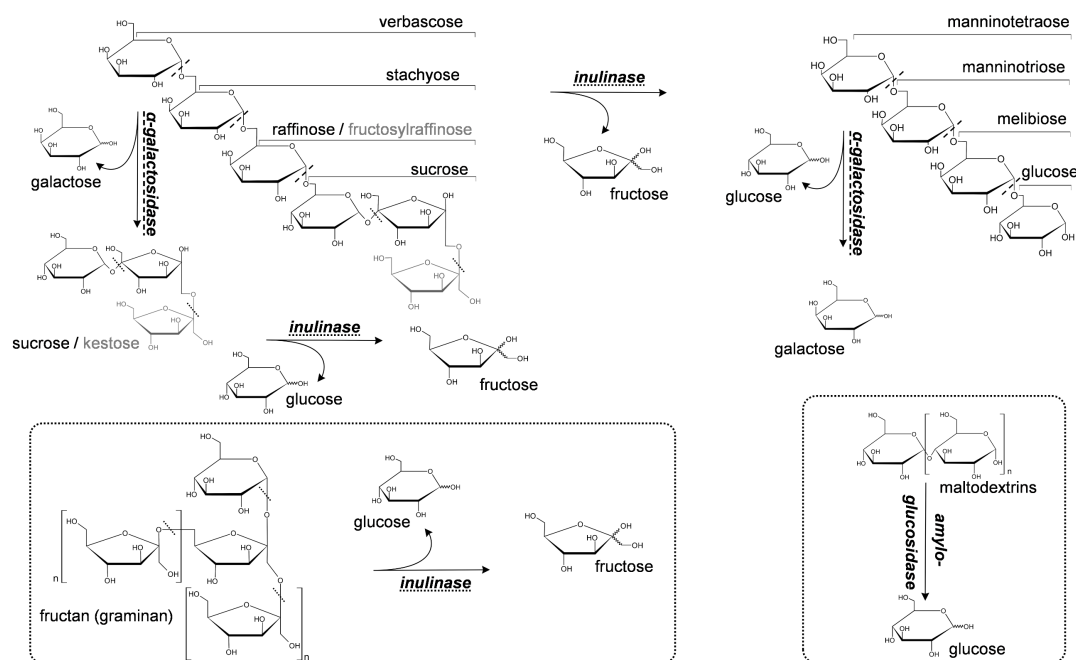 verbascose
stachyose
raffinose / fructosylraffinose
sucrose
galactose
α-galactosidase
sucrose / kestose
inulinase
fructose
inulinase
glucose
fructose
manninotetraose
manninotriose
melibiose
glucose
glucose
α-galactosidase
galactose
fructan (graminan)
n
n
glucose
inulinase
fructose
n
maltodextrins
amylo-
glucosidase
glucose